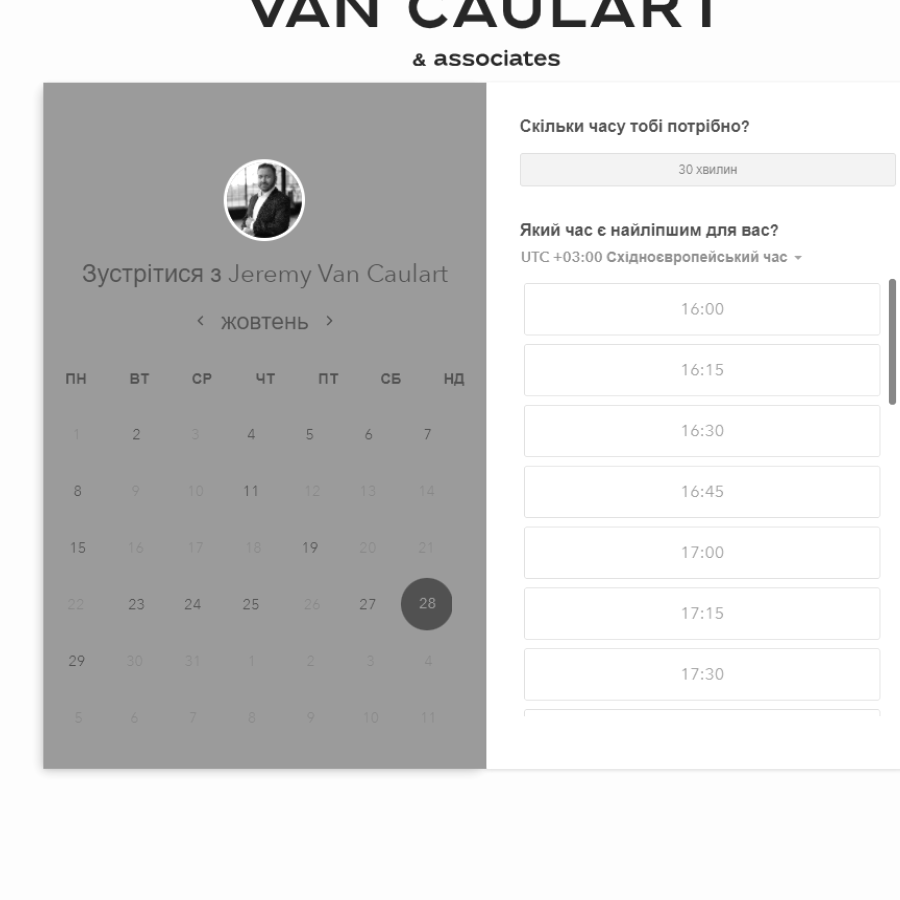 VAN CAULART
& associates
Зустрітися з Jeremy Van Caulart
жовтень
ПН ВТ СР ЧТ ПТ СБ НД
1 2 3 4 5 6 7
8 9 10 11 12 13 14
15 16 17 18 19 20 21
22 23 24 25 26 27 28
29 30 31 1 2 3 4
5 6 7 8 9 10 11
Скільки часу тобі потрібно?
30 хвилин
Який час є найліпшим для вас?
UTC +03:00 Східноєвропейський час
16:00
16:15
16:30
16:45
17:00
17:15
17:30